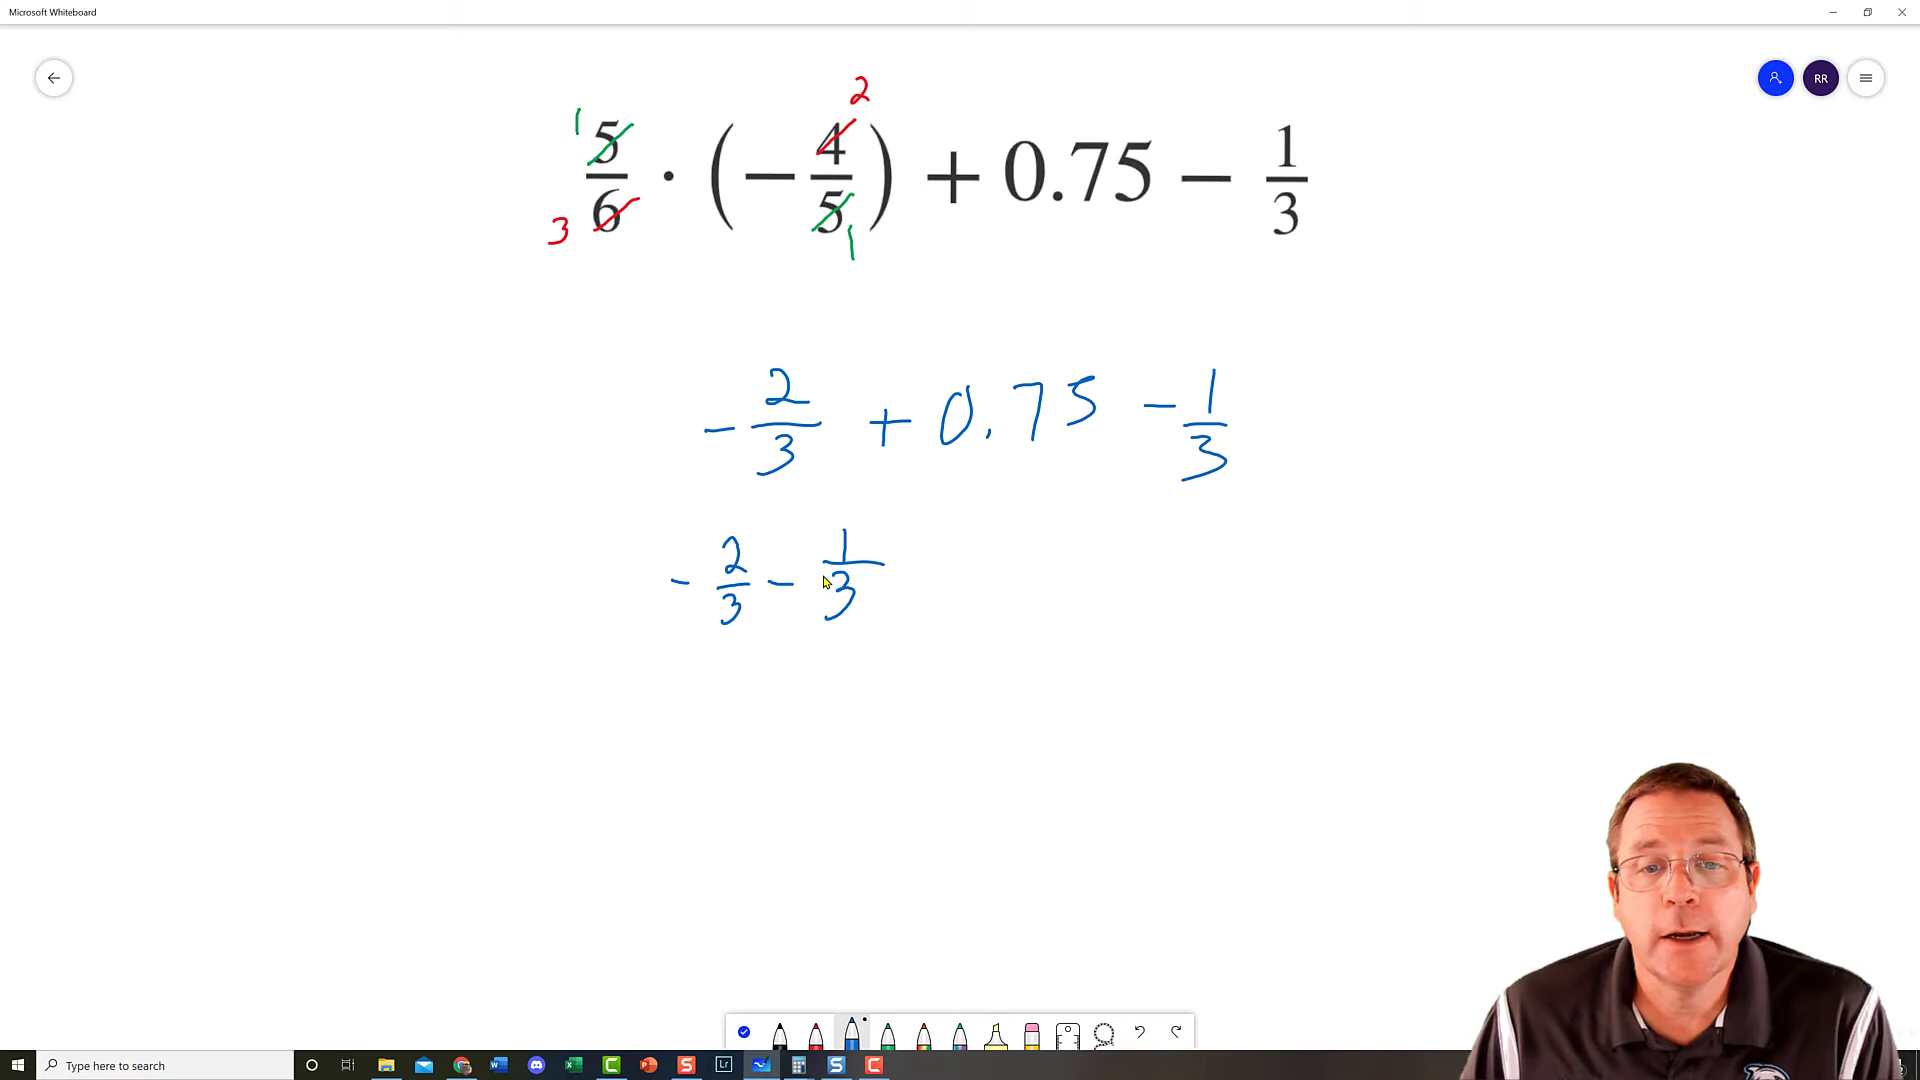 Microsoft Whiteboard
RR
2
1 5/6 · (− 4/5) + 0.75 − 1/3
3
1
- 2/3 + 0.75 - 1/3
- 2/3 - 1/3
Type here to search